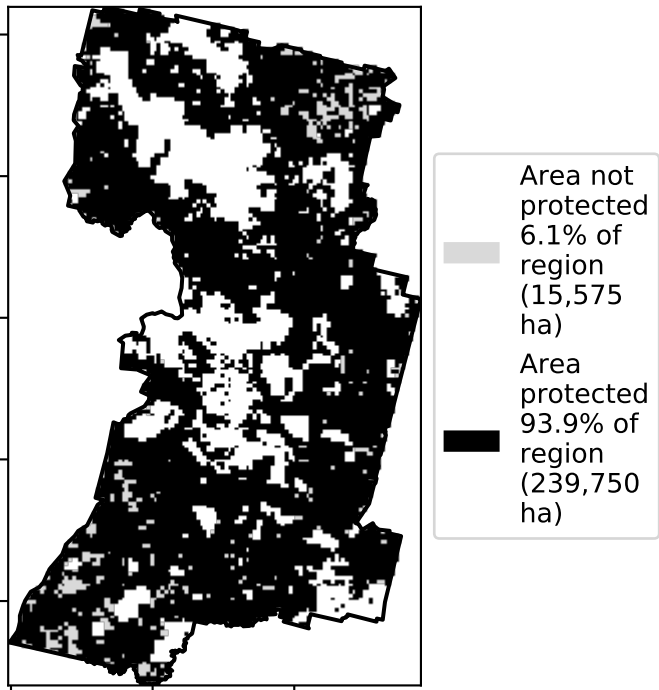 Area not
protected
6.1% of
region
(15,575
ha)
Area
protected
93.9% of
region
(239,750
ha)